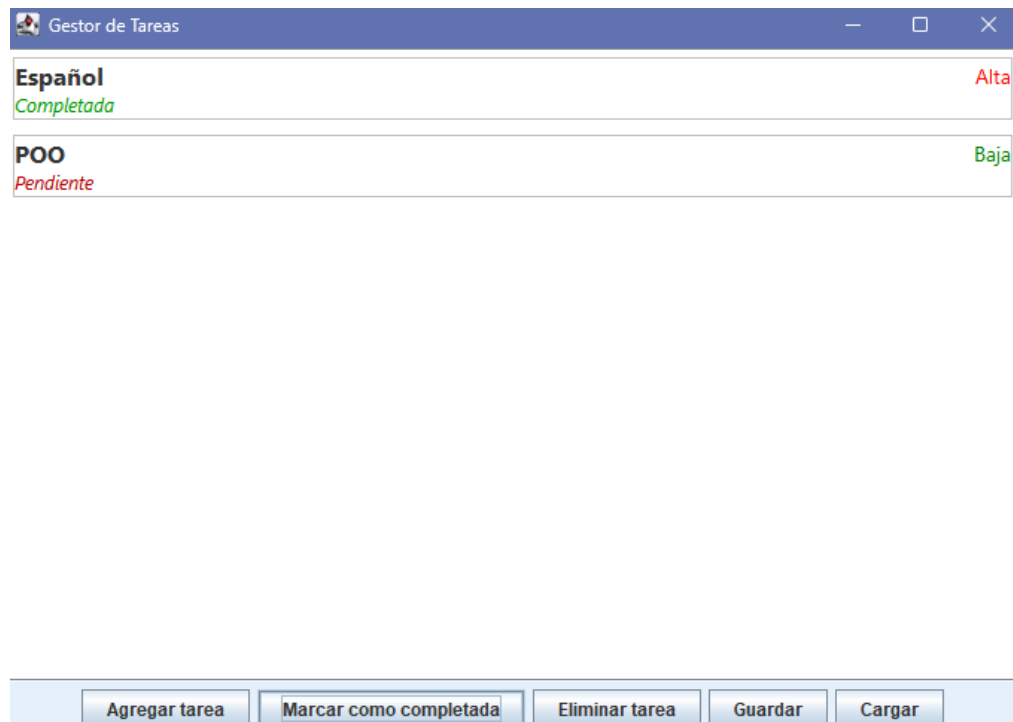 Gestor de Tareas
Español Alta
Completada
POO Baja
Pendiente
Agregar tarea Marcar como completada Eliminar tarea Guardar Cargar